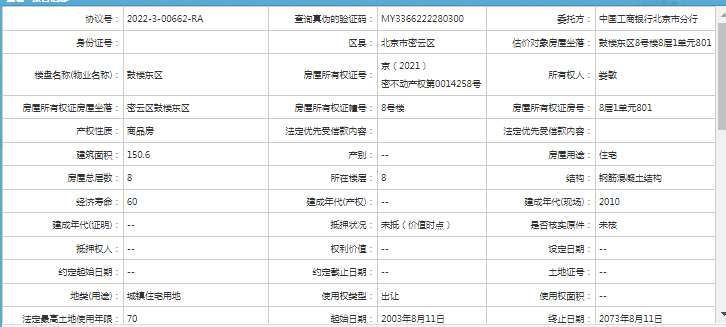 协议号： 2022-3-00662-RA 查询真伪的验证码： MY3366222280300 委托方： 中国工商银行北京市分行
身份证号： 区县： 北京市密云区 估价对象房屋坐落： 鼓楼东区8号楼8层1单元801
楼盘名称(物业名称)： 鼓楼东区 房屋所有权证号： 京（2021）密不动产权第0014258号 所有权人： 娄敏
房屋所有权证房屋坐落： 密云区鼓楼东区 房屋所有权证幢号： 8号楼 房屋所有权证房号： 8层1单元801
产权性质： 商品房 法定优先受偿款内容： 法定优先受偿款：
建筑面积： 150.6 产别： -- 房屋用途： 住宅
房屋总层数： 8 所在楼层： 8 结构： 钢筋混凝土结构
经济寿命： 60 建成年代(产权)： -- 建成年代(现场)： 2010
建成年代(证明)： -- 抵押状况： 未抵（价值时点） 是否核实原件： 未核
抵押权人： -- 权利价值： -- 设定日期： --
约定起始日期： -- 约定截止日期： -- 土地证号： --
地类(用途)： 城镇住宅用地 使用权类型： 出让 使用权面积： --
法定最高土地使用年限： 70 起始日期： 2003年8月11日 终止日期： 2073年8月11日